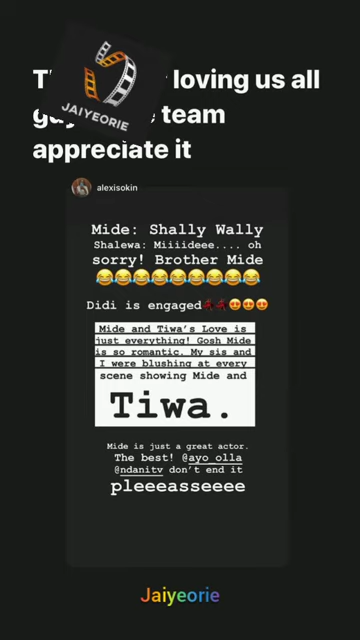 loving us all
team
appreciate it
JAIYEORIE
alexisokin
Mide: Shally Wally
Shalewa: Miiiideee.... oh
sorry! Brother Mide
😂😂😂😂😂😂😂😂😂
Didi is engaged💃💃😍😍😍
Mide and Tiwa's Love is
just everything! Gosh Mide
is so romantic. My sis and
I were blushing at every
scene showing Mide and
Tiwa.
Mide is just a great actor.
The best! @ayo_olla
@ndanitv don't end it
pleeeasseeee
Jaiyeorie